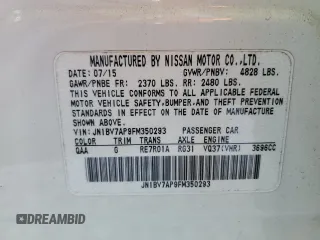 MANUFACTURED BY NISSAN MOTOR CO.,LTD.
DATE: 07/15 GVWR/PNBV: 4828 LBS.
GAWR/PNBE FR: 2370 LBS. RR: 2480 LBS.
THIS VEHICLE CONFORMS TO ALL APPLICABLE FEDERAL
MOTOR VEHICLE SAFETY,BUMPER,AND THEFT PREVENTION
STANDARDS IN EFFECT ON THE DATE OF MANUFACTURE
SHOWN ABOVE.
VIN: JN1BV7AP9FM350293 PASSENGER CAR
COLOR TRIM TRANS AXLE ENGINE
QAA G RE7R01A RG31 VQ37(VHR) 3696CC
JN1BV7AP9FM350293
© DREAMBID